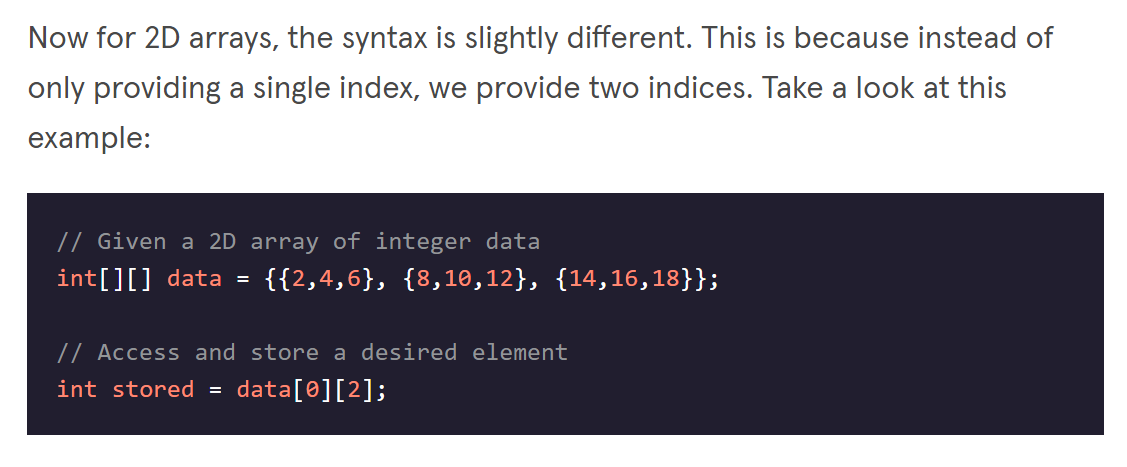 Now for 2D arrays, the syntax is slightly different. This is because instead of
only providing a single index, we provide two indices. Take a look at this
example:
// Given a 2D array of integer data
int[][] data = {{2,4,6}, {8,10,12}, {14,16,18}};
// Access and store a desired element
int stored = data[0][2];